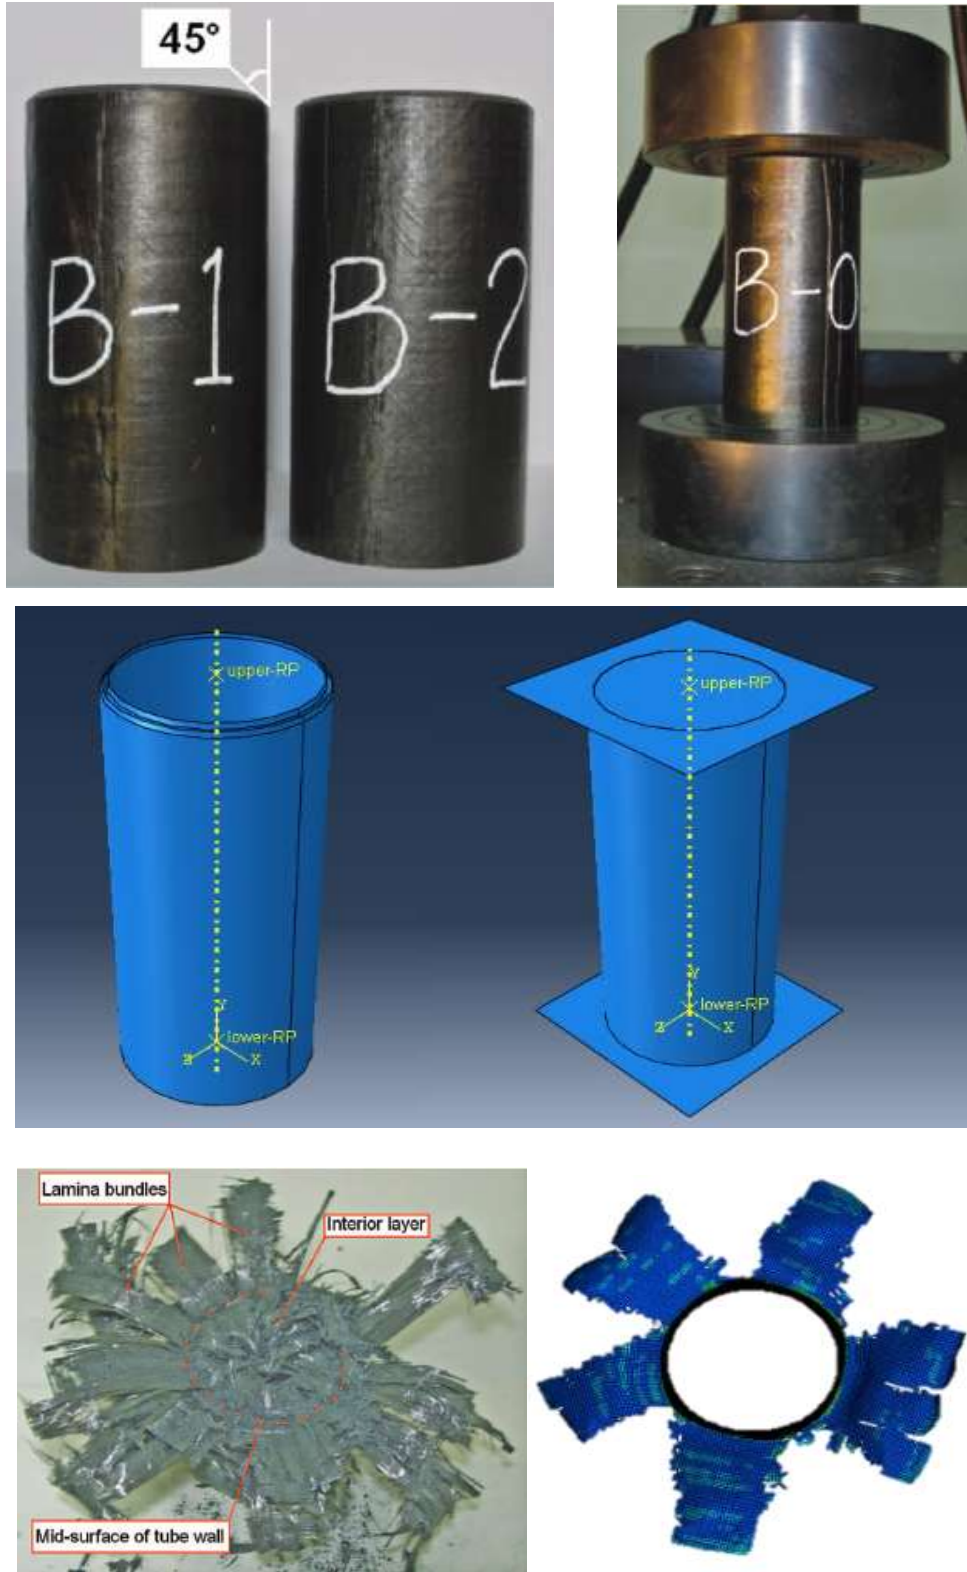 45°
B-1
B-2
B-0
upper-RP
upper-RP
Y
lower-RP
Z
X
Y
lower-RP
Z
X
Lamina bundles
Interior layer
Mid-surface of tube wall